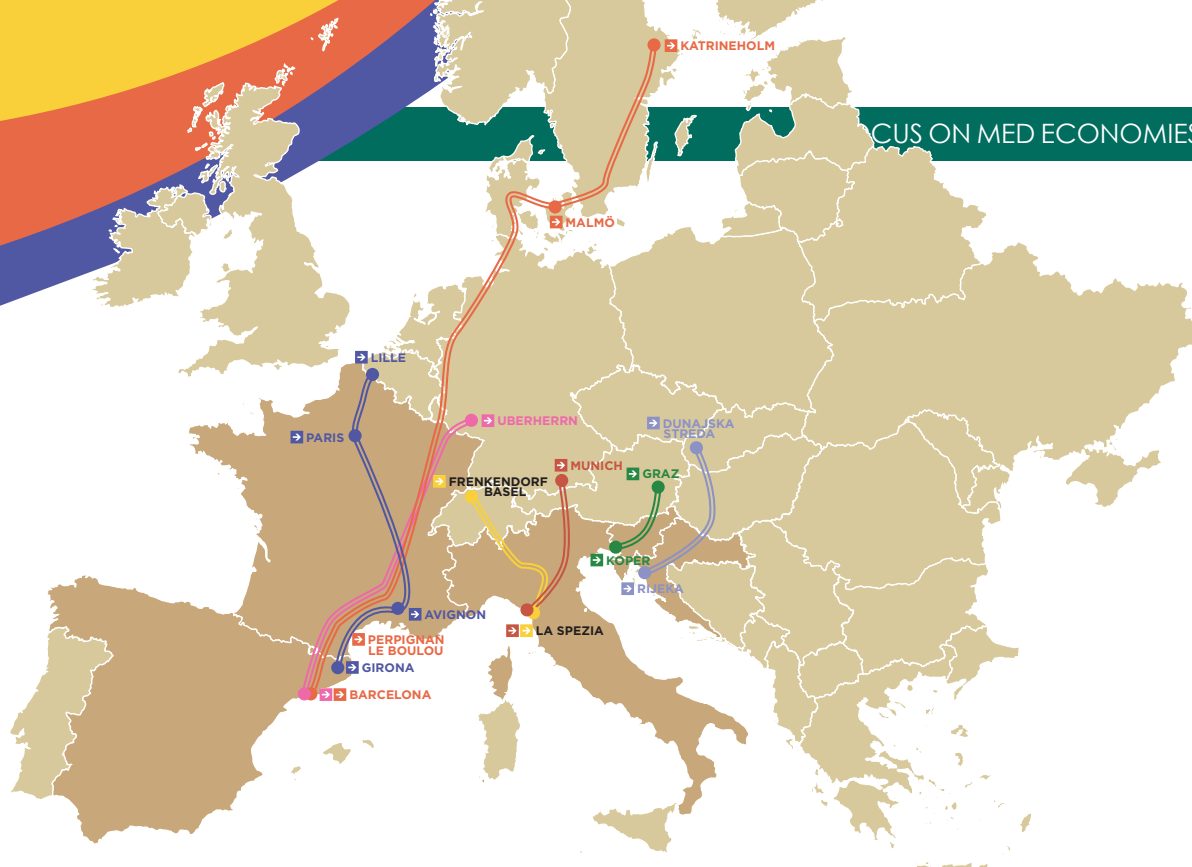 KATRINEHOLM
CUS ON MED ECONOMIES
MALMÖ
LILLE
UBERHERRN
DUNAJSKA
STREDA
PARIS
MUNICH
GRAZ
FRENKENDORF
BASEL
KOPER
RIJEKA
AVIGNON
LA SPEZIA
PERPIGNAN
LE BOULOU
GIRONA
BARCELONA